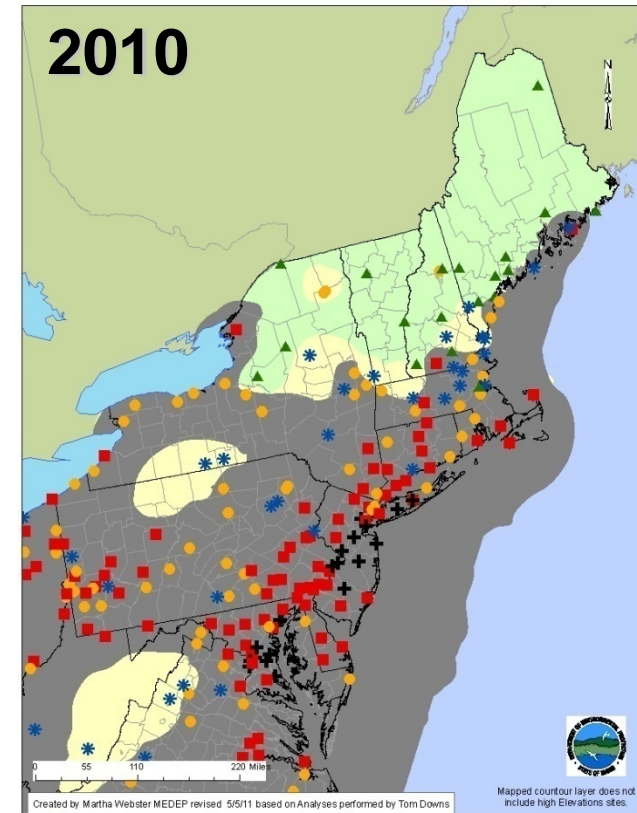 2010
N
0 55 110 220 Miles
Created by Martha Webster MEDEP revised 5/5/11 based on Analyses performed by Tom Downs
Mapped countour layer does not
include high Elevations sites.